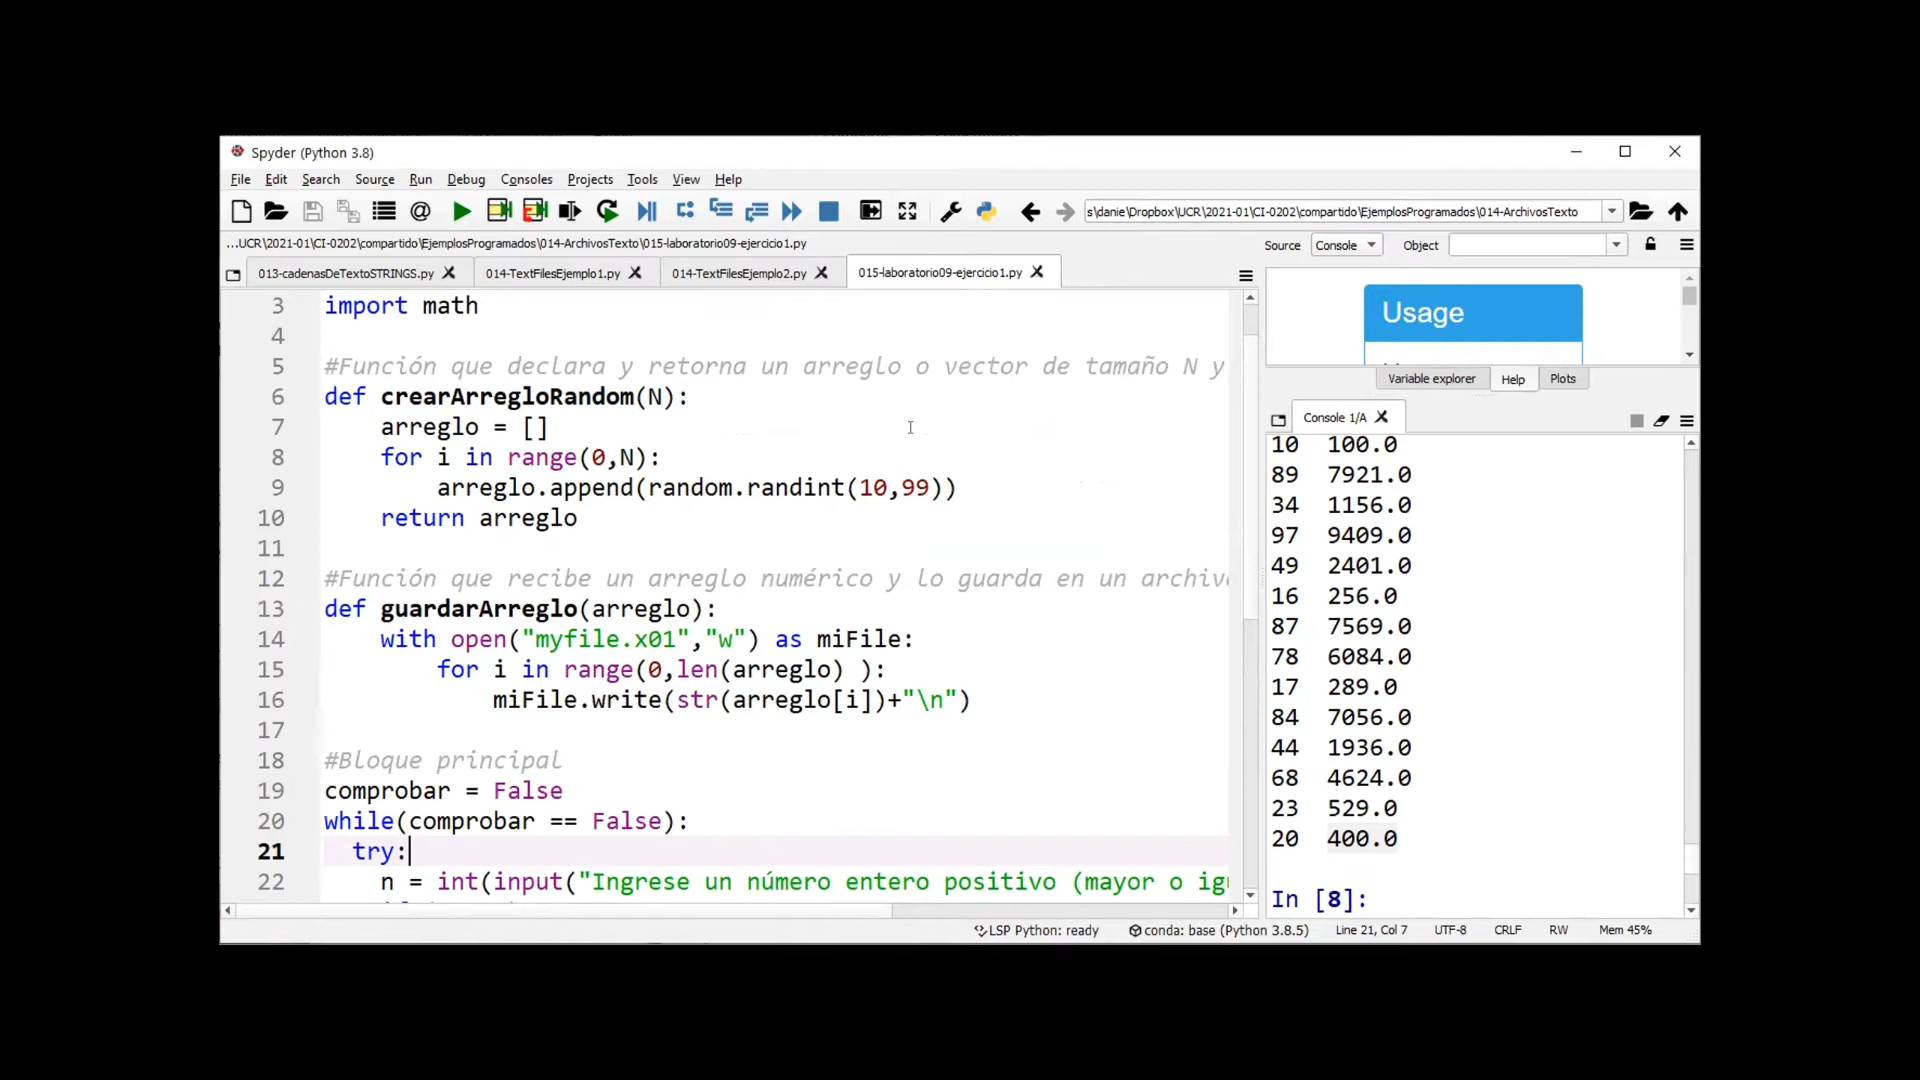 Spyder (Python 3.8)
File Edit Search Source Run Debug Consoles Projects Tools View Help
s\danie\Dropbox\UCR\2021-01\CI-0202\compartido\EjemplosProgramados\014-ArchivosTexto
...UCR\2021-01\CI-0202\compartido\EjemplosProgramados\014-ArchivosTexto\015-laboratorio09-ejercicio1.py
Source Console Object
013-cadenasDeTextoSTRINGS.py 014-TextFilesEjemplo1.py 014-TextFilesEjemplo2.py 015-laboratorio09-ejercicio1.py
3 import math
4
5 #Función que declara y retorna un arreglo o vector de tamaño N y
6 def crearArregloRandom(N):
7 arreglo = []
8 for i in range(0,N):
9 arreglo.append(random.randint(10,99))
10 return arreglo
11
12 #Función que recibe un arreglo numérico y lo guarda en un archiv
13 def guardarArreglo(arreglo):
14 with open("myfile.x01","w") as miFile:
15 for i in range(0,len(arreglo) ):
16 miFile.write(str(arreglo[i])+"\n")
17
18 #Bloque principal
19 comprobar = False
20 while(comprobar == False):
21 try:
22 n = int(input("Ingrese un número entero positivo (mayor o ig
Usage
Variable explorer Help Plots
Console 1/A
10 100.0
89 7921.0
34 1156.0
97 9409.0
49 2401.0
16 256.0
87 7569.0
78 6084.0
17 289.0
84 7056.0
44 1936.0
68 4624.0
23 529.0
20 400.0
In [8]:
LSP Python: ready conda: base (Python 3.8.5) Line 21, Col 7 UTF-8 CRLF RW Mem 45%